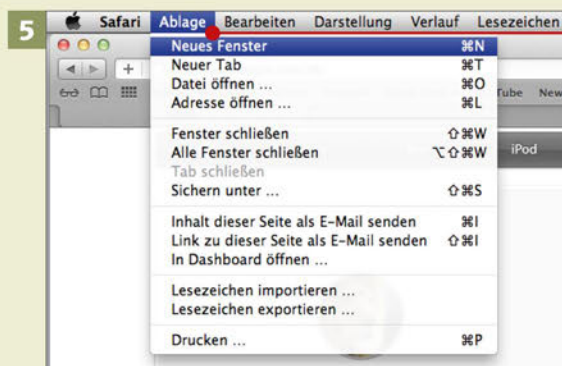 5
Safari Ablage Bearbeiten Darstellung Verlauf Lesezeichen
Neues Fenster ⌘N
Neuer Tab ⌘T
Datei öffnen ... ⌘O
Adresse öffnen ... ⌘L
Tube New
Fenster schließen ⇧⌘W
Alle Fenster schließen ⌥⇧⌘W
iPod
Tab schließen
Sichern unter ... ⇧⌘S
Inhalt dieser Seite als E-Mail senden ⌘I
Link zu dieser Seite als E-Mail senden ⇧⌘I
In Dashboard öffnen ...
Lesezeichen importieren ...
Lesezeichen exportieren ...
Drucken ... ⌘P